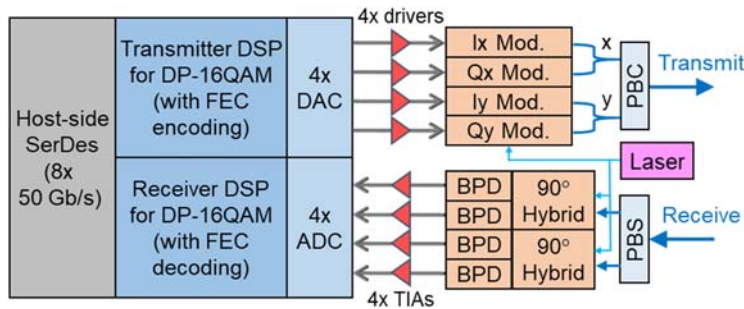 4x drivers
Host-side
SerDes
(8x
50 Gb/s)
Transmitter DSP
for DP-16QAM
(with FEC
encoding)
4x
DAC
Ix Mod.
Qx Mod.
Iy Mod.
Qy Mod.
x
y
PBC
Transmit
Laser
Receiver DSP
for DP-16QAM
(with FEC
decoding)
4x
ADC
BPD
BPD
BPD
BPD
90°
Hybrid
90°
Hybrid
PBS
Receive
4x TIAs